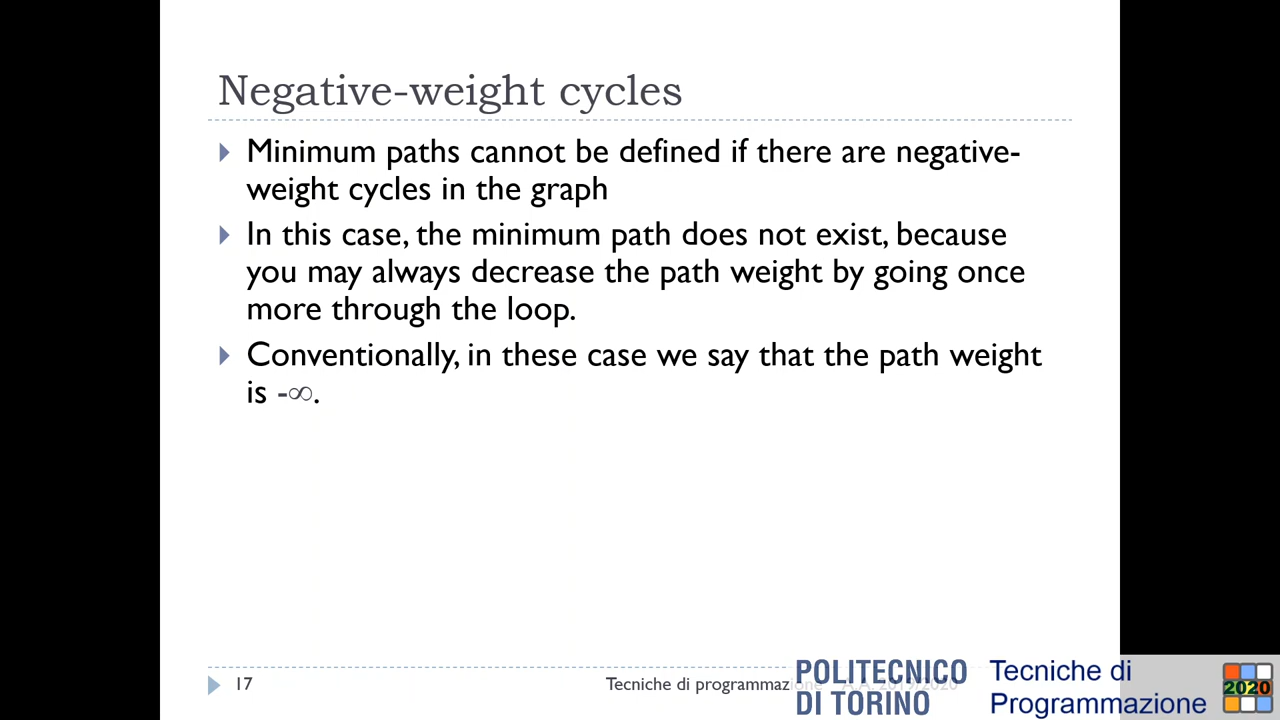 Negative-weight cycles
Minimum paths cannot be defined if there are negative-
weight cycles in the graph
In this case, the minimum path does not exist, because
you may always decrease the path weight by going once
more through the loop.
Conventionally, in these case we say that the path weight
is -∞.
17
Tecniche di programmazione A.A. 2019/2020
POLITECNICO
DI TORINO
Tecniche di
Programmazione
2020